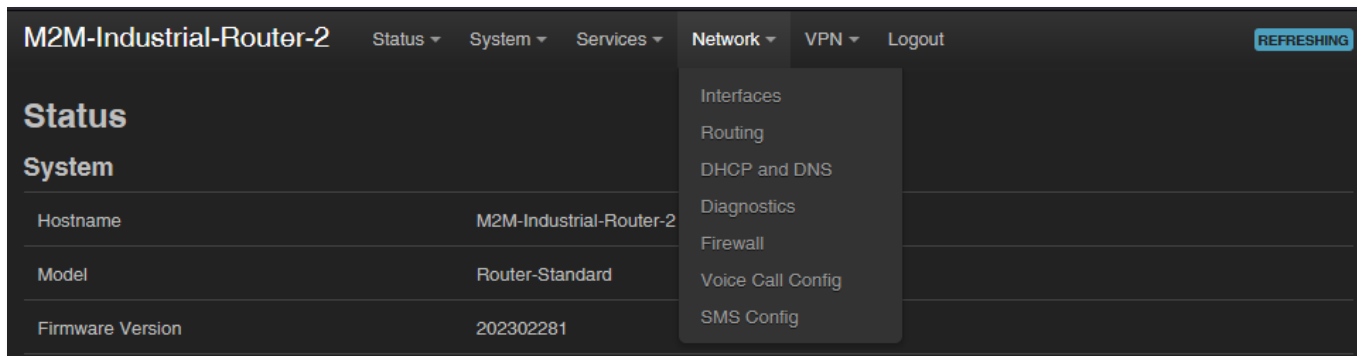 M2M-Industrial-Router-2 Status System Services Network VPN Logout REFRESHING
Interfaces
Status
Routing
System
DHCP and DNS
Diagnostics
Hostname M2M-Industrial-Router-2
Firewall
Model Router-Standard
Voice Call Config
SMS Config
Firmware Version 202302281